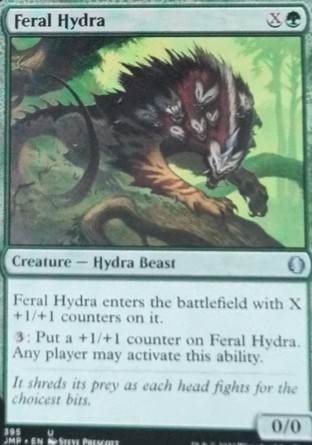 Feral Hydra X
Creature — Hydra Beast
Feral Hydra enters the battlefield with X
+1/+1 counters on it.
3: Put a +1/+1 counter on Feral Hydra.
Any player may activate this ability.
It shreds its prey as each head fights for the
choicest bits.
0/0
395 U
JMP • EN Steve Prescott